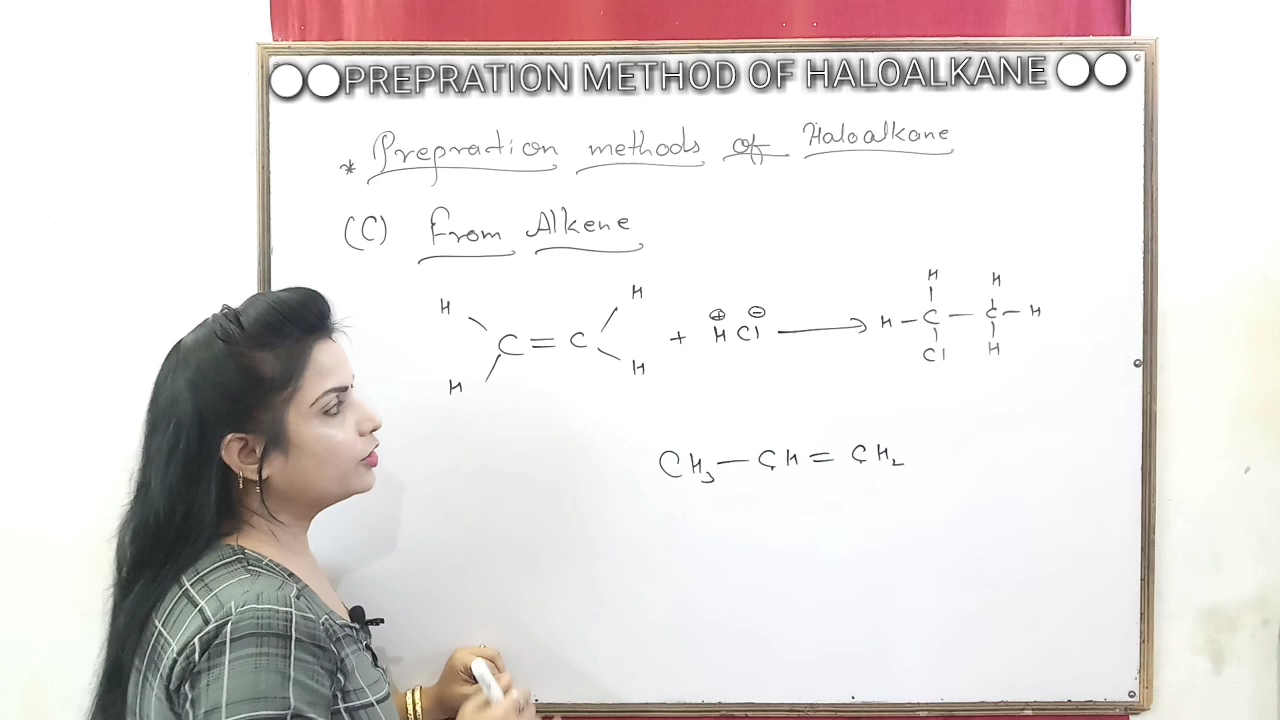 PREPRATION METHOD OF HALOALKANE
* Prepration methods of Haloalkane
(C) From Alkene
H H H H
C = C + H⊕ Cl⊖ → H — C — C — H
H H Cl H
CH₃ — CH = CH₂